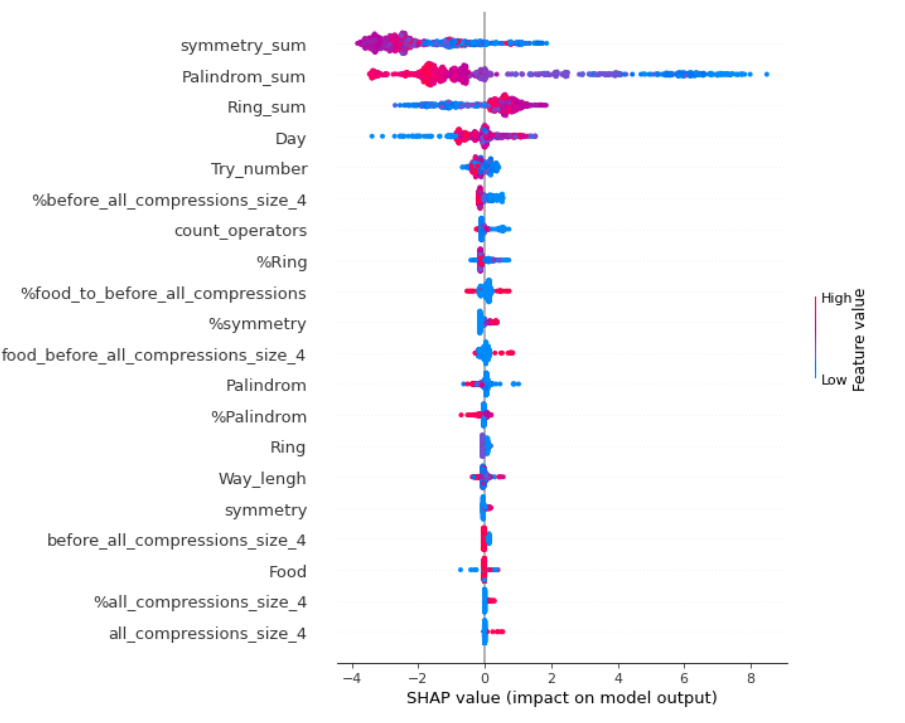 symmetry_sum
Palindrom_sum
Ring_sum
Day
Try_number
%before_all_compressions_size_4
count_operators
%Ring
%food_to_before_all_compressions
%symmetry
food_before_all_compressions_size_4
Palindrom
%Palindrom
Ring
Way_lengh
symmetry
before_all_compressions_size_4
Food
%all_compressions_size_4
all_compressions_size_4
−4 −2 0 2 4 6 8
SHAP value (impact on model output)
High
Low
Feature value